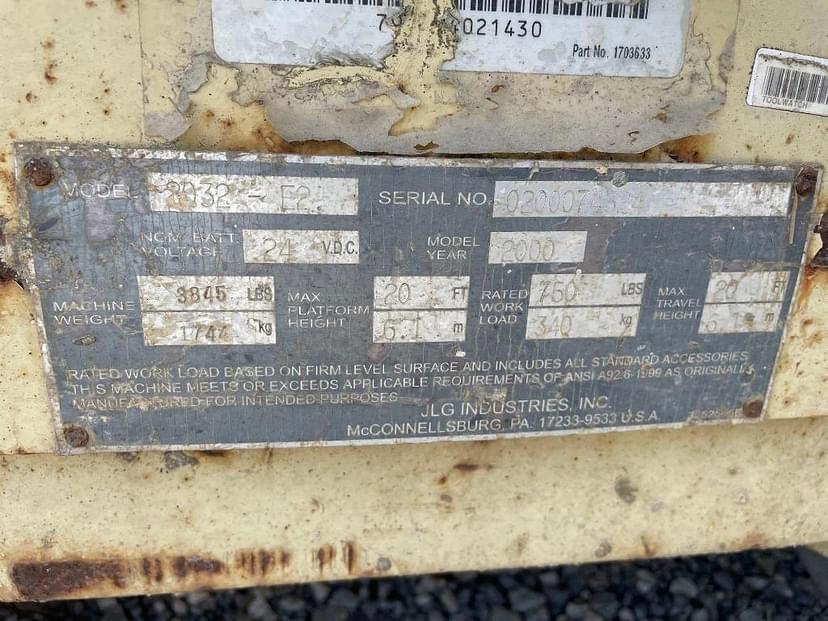 021430
Part No. 1703633
TOOLWATCH
MODEL SERIAL NO.
NOM. BATT. VOLTAGE 24 V.D.C. MODEL YEAR 2000
MACHINE WEIGHT 3845 LBS MAX PLATFORM HEIGHT 20 FT RATED WORK LOAD 750 LBS MAX TRAVEL HEIGHT 20 FT
1744 kg 6.1 m 340 kg m
RATED WORK LOAD BASED ON FIRM LEVEL SURFACE AND INCLUDES ALL STANDARD ACCESSORIES
THIS MACHINE MEETS OR EXCEEDS APPLICABLE REQUIREMENTS OF ANSI A92.6-1999 AS ORIGINALLY
MANUFACTURED FOR INTENDED PURPOSES
JLG INDUSTRIES, INC.
McCONNELLSBURG, PA. 17233-9533 U.S.A.